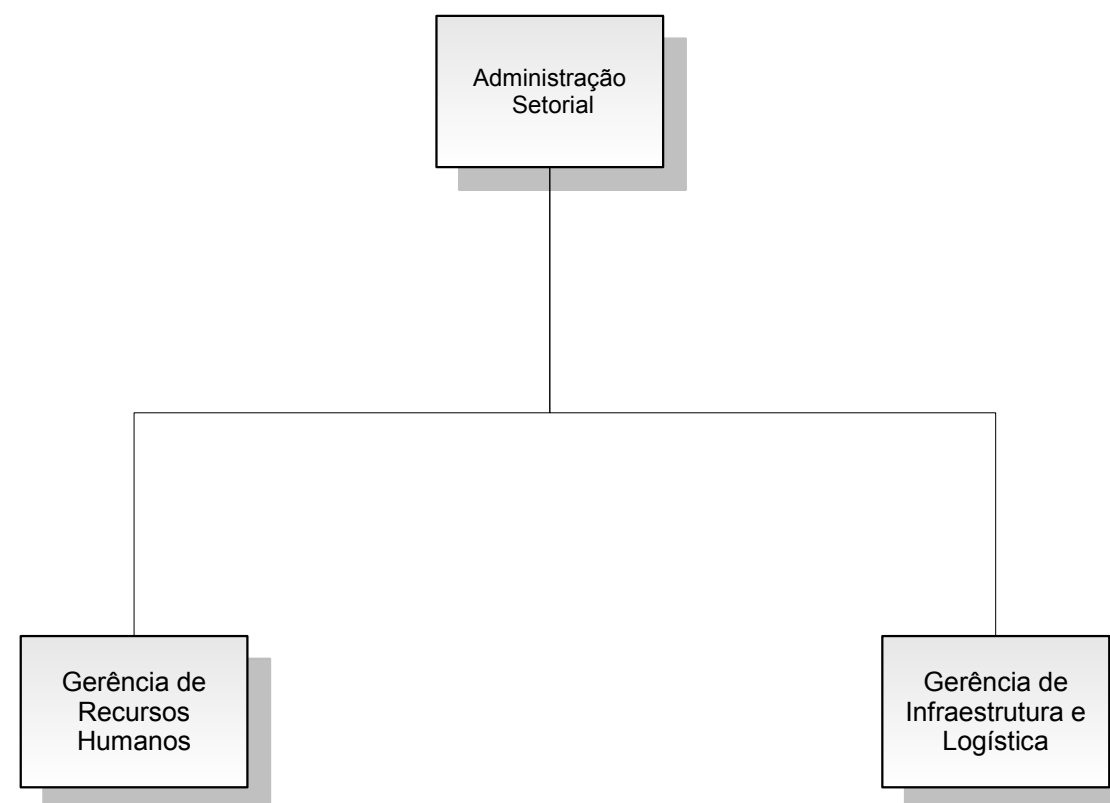 Administração
Setorial
Gerência de
Recursos
Humanos
Gerência de
Infraestrutura e
Logística